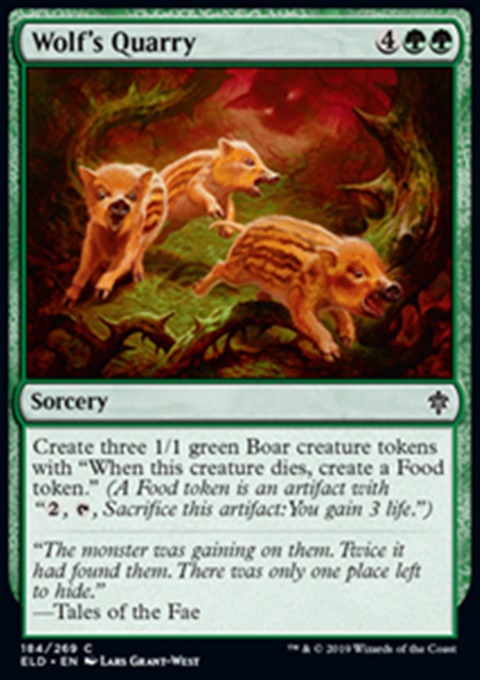 Wolf's Quarry 4
Sorcery
Create three 1/1 green Boar creature tokens
with “When this creature dies, create a Food
token.” (A Food token is an artifact with
“2, , Sacrifice this artifact: You gain 3 life.”)
“The monster was gaining on them. Twice it
had found them. There was only one place left
to hide.”
—Tales of the Fae
184/269 C
ELD • EN Lars Grant-West
™ & © 2019 Wizards of the Coast